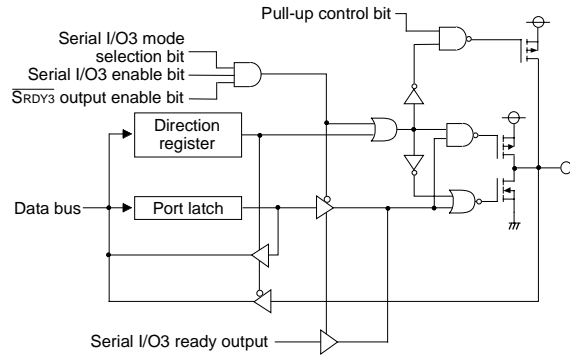 Pull-up control bit
Serial I/O3 mode
selection bit
Serial I/O3 enable bit
SRDY3 output enable bit
Direction
register
Data bus
Port latch
Serial I/O3 ready output